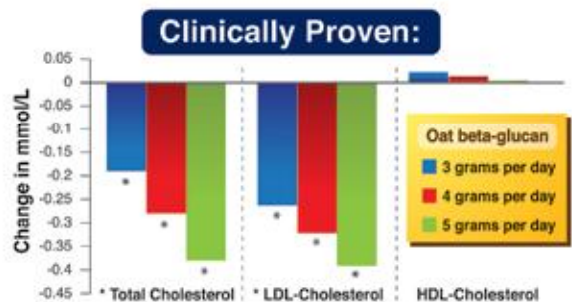 Clinically Proven:
Change in mmol/L
0.05
0
-0.05
-0.1
-0.15
-0.2
-0.25
-0.3
-0.35
-0.4
-0.45
*
*
*
*
*
*
Oat beta-glucan
3 grams per day
4 grams per day
5 grams per day
* Total Cholesterol
* LDL-Cholesterol
HDL-Cholesterol